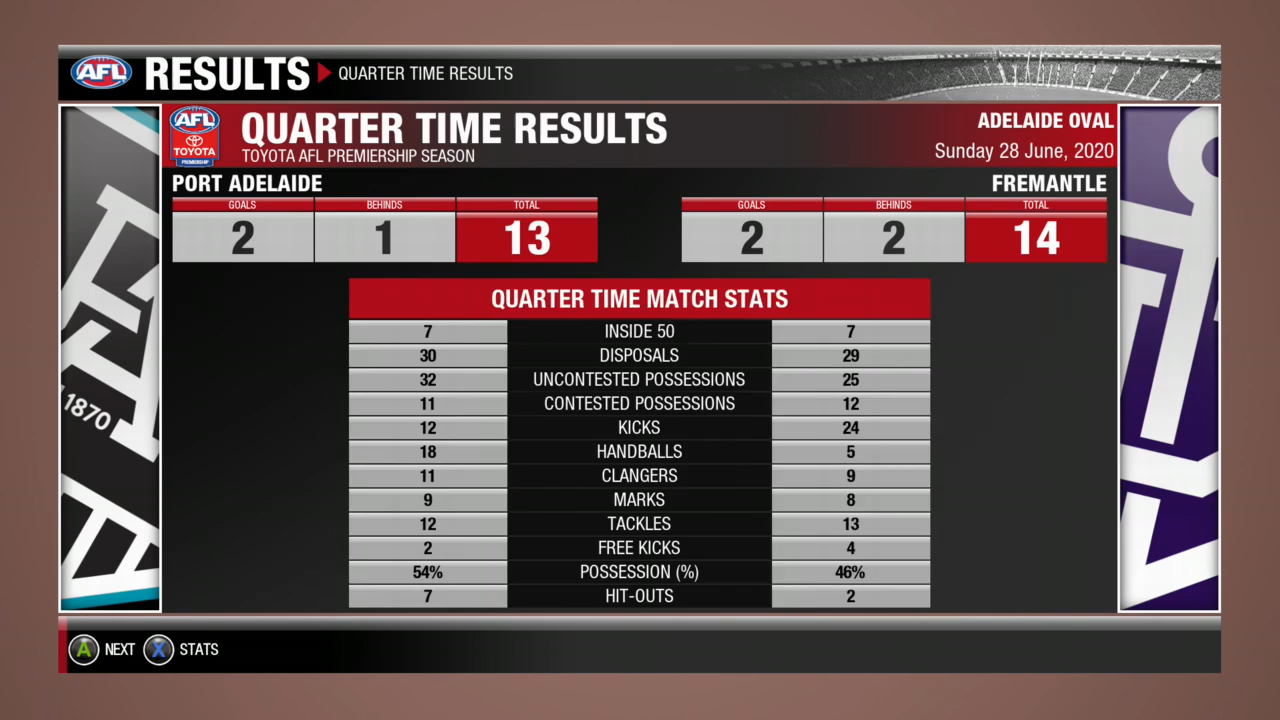 AFL RESULTS QUARTER TIME RESULTS
AFL TOYOTA PREMIERSHIP
QUARTER TIME RESULTS
TOYOTA AFL PREMIERSHIP SEASON
ADELAIDE OVAL
Sunday 28 June, 2020
PORT ADELAIDE
FREMANTLE
GOALS BEHINDS TOTAL GOALS BEHINDS TOTAL
2 1 13 2 2 14
QUARTER TIME MATCH STATS
7 INSIDE 50 7
30 DISPOSALS 29
32 UNCONTESTED POSSESSIONS 25
11 CONTESTED POSSESSIONS 12
12 KICKS 24
18 HANDBALLS 5
11 CLANGERS 9
9 MARKS 8
12 TACKLES 13
2 FREE KICKS 4
54% POSSESSION (%) 46%
7 HIT-OUTS 2
1870
A NEXT X STATS